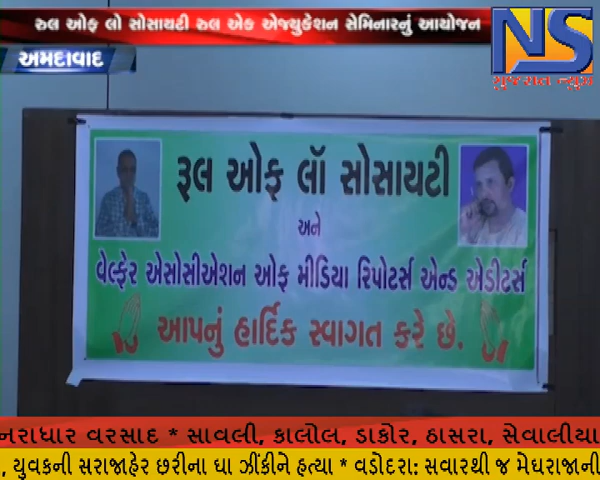 રુલ ઓફ લો સોસાયટી રુલ એફ એજ્યુકેશન સેમિનારનું આયોજન
અમદાવાદ
NS
ગુજરાત ન્યુઝ
રૂલ ઓફ લૉ સોસાયટી
અને
વેલ્ફેર એસોસીએશન ઓફ મીડિયા રિપોટર્સ એન્ડ એડીટર્સ
આપનું હાર્દિક સ્વાગત કરે છે.
નરાધાર વરસાદ * સાવલી, કાલોલ, ડાકોર, ઠાસરા, સેવાલીયા
, યુવકની સરાજાહેર છરીના ઘા ઝીંકીને હત્યા * વડોદરા: સવારથી જ મેઘરાજાની